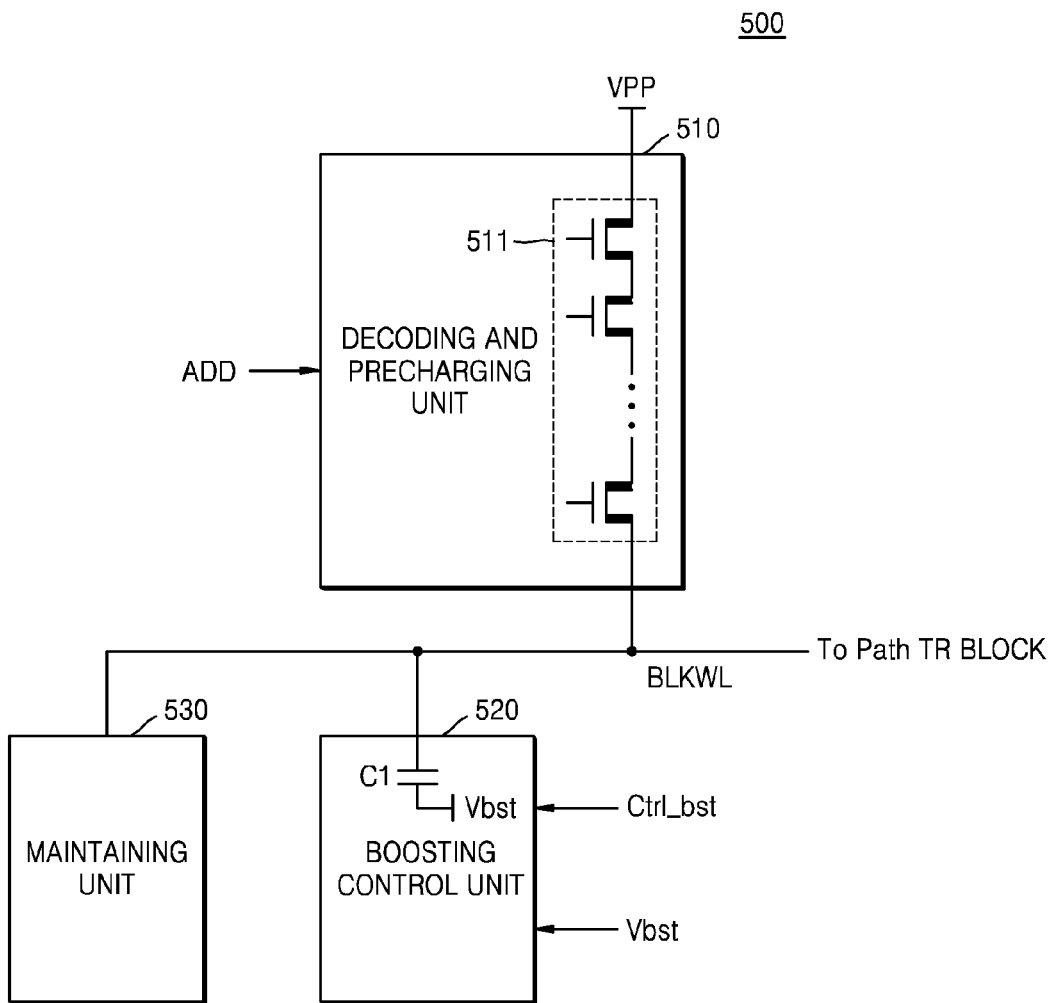 500
VPP
510
511
DECODING AND
PRECHARGING
UNIT
ADD
To Path TR BLOCK
BLKWL
530
520
C1
Vbst
Ctrl_bst
MAINTAINING
UNIT
BOOSTING
CONTROL UNIT
Vbst